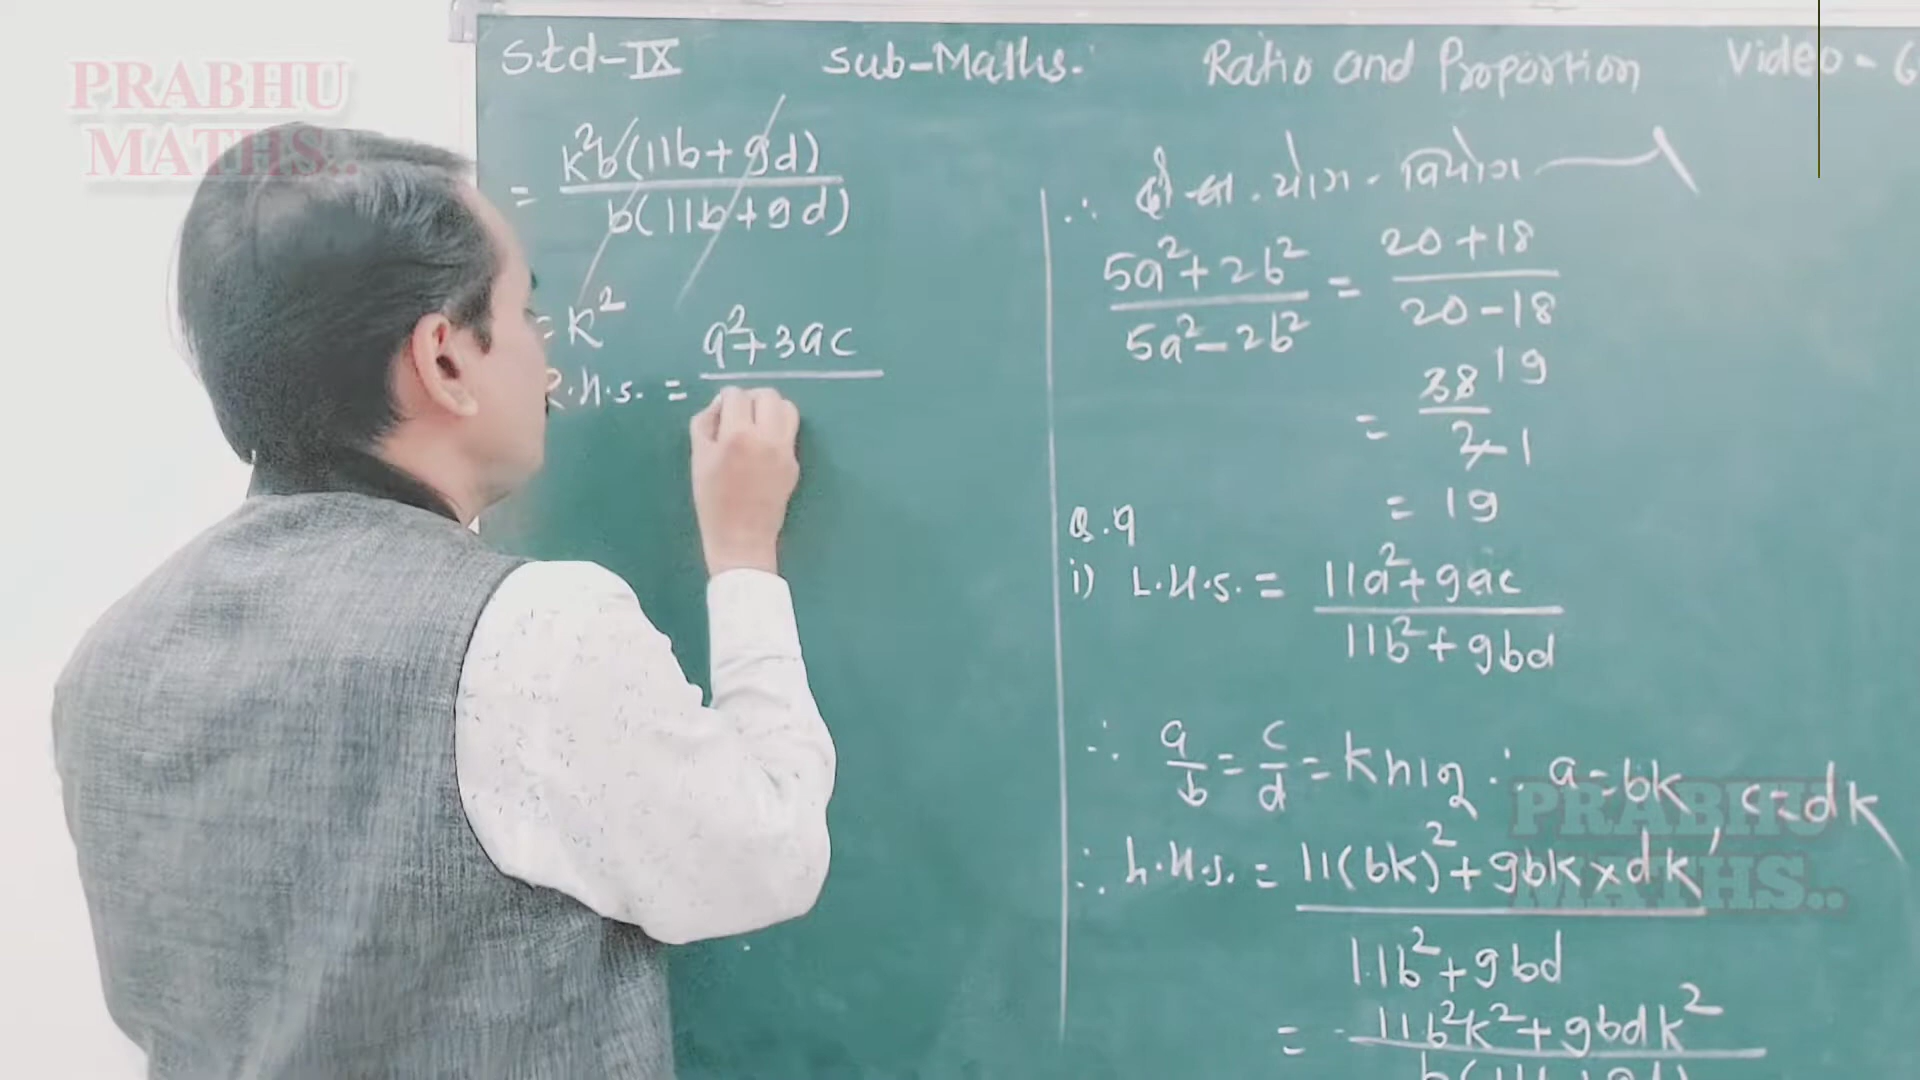 PRABHU
MATHS..
Std-IX Sub-Maths. Ratio and Proportion Video-6
= k²b(11b+9d)
b(11b+9d)
= k²
R.H.S. = a²+3ac
योग - वियोग
5a²+2b² = 20+18
5a²-2b² 20-18
= 38 19
2 1
= 19
Q.9
i) L.H.S. = 11a²+9ac
11b²+9bd
∴ a/b = c/d = k ∴ a=bk, c=dk
∴ L.H.S. = 11(bk)²+9bk×dk
11b²+9bd
= 11b²k²+9bdk²
PRABHU
MATHS..